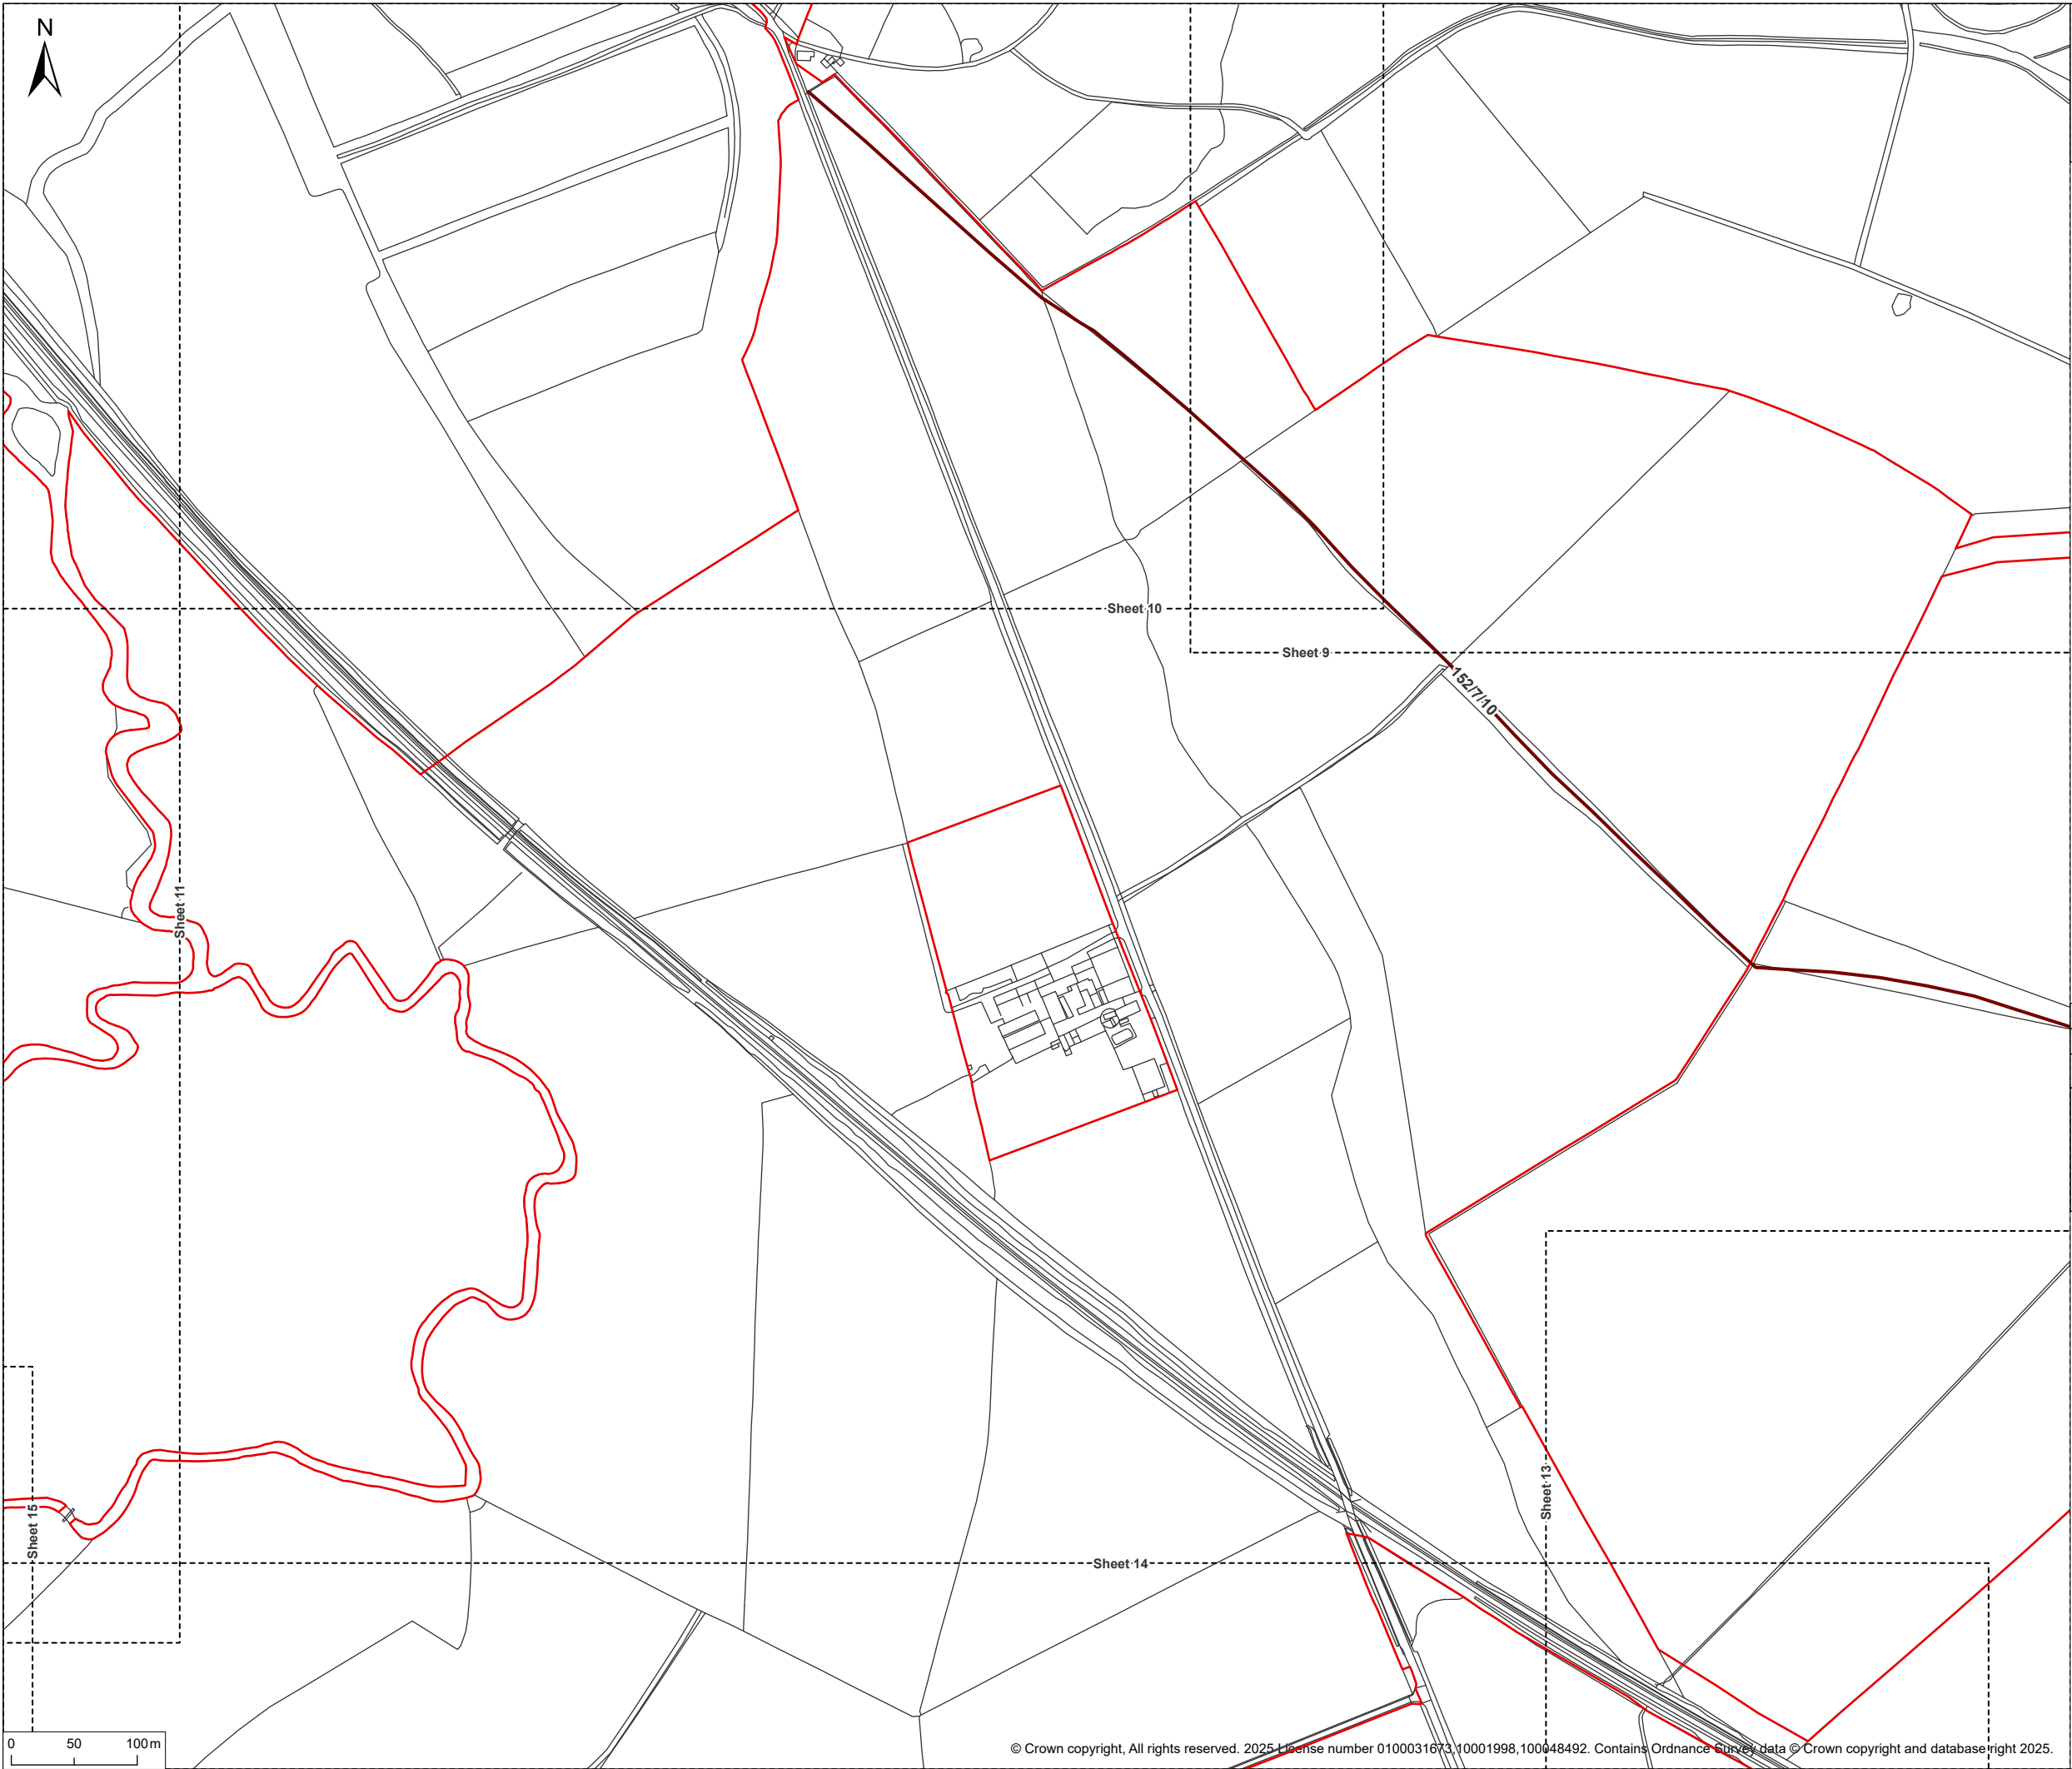 N
Sheet 10
Sheet 9
152/7/10
Sheet 11
Sheet 13
Sheet 15
Sheet 14
0 50 100m
© Crown copyright, All rights reserved. 2025 License number 0100031673,10001998,100048492. Contains Ordnance Survey data © Crown copyright and database right 2025.